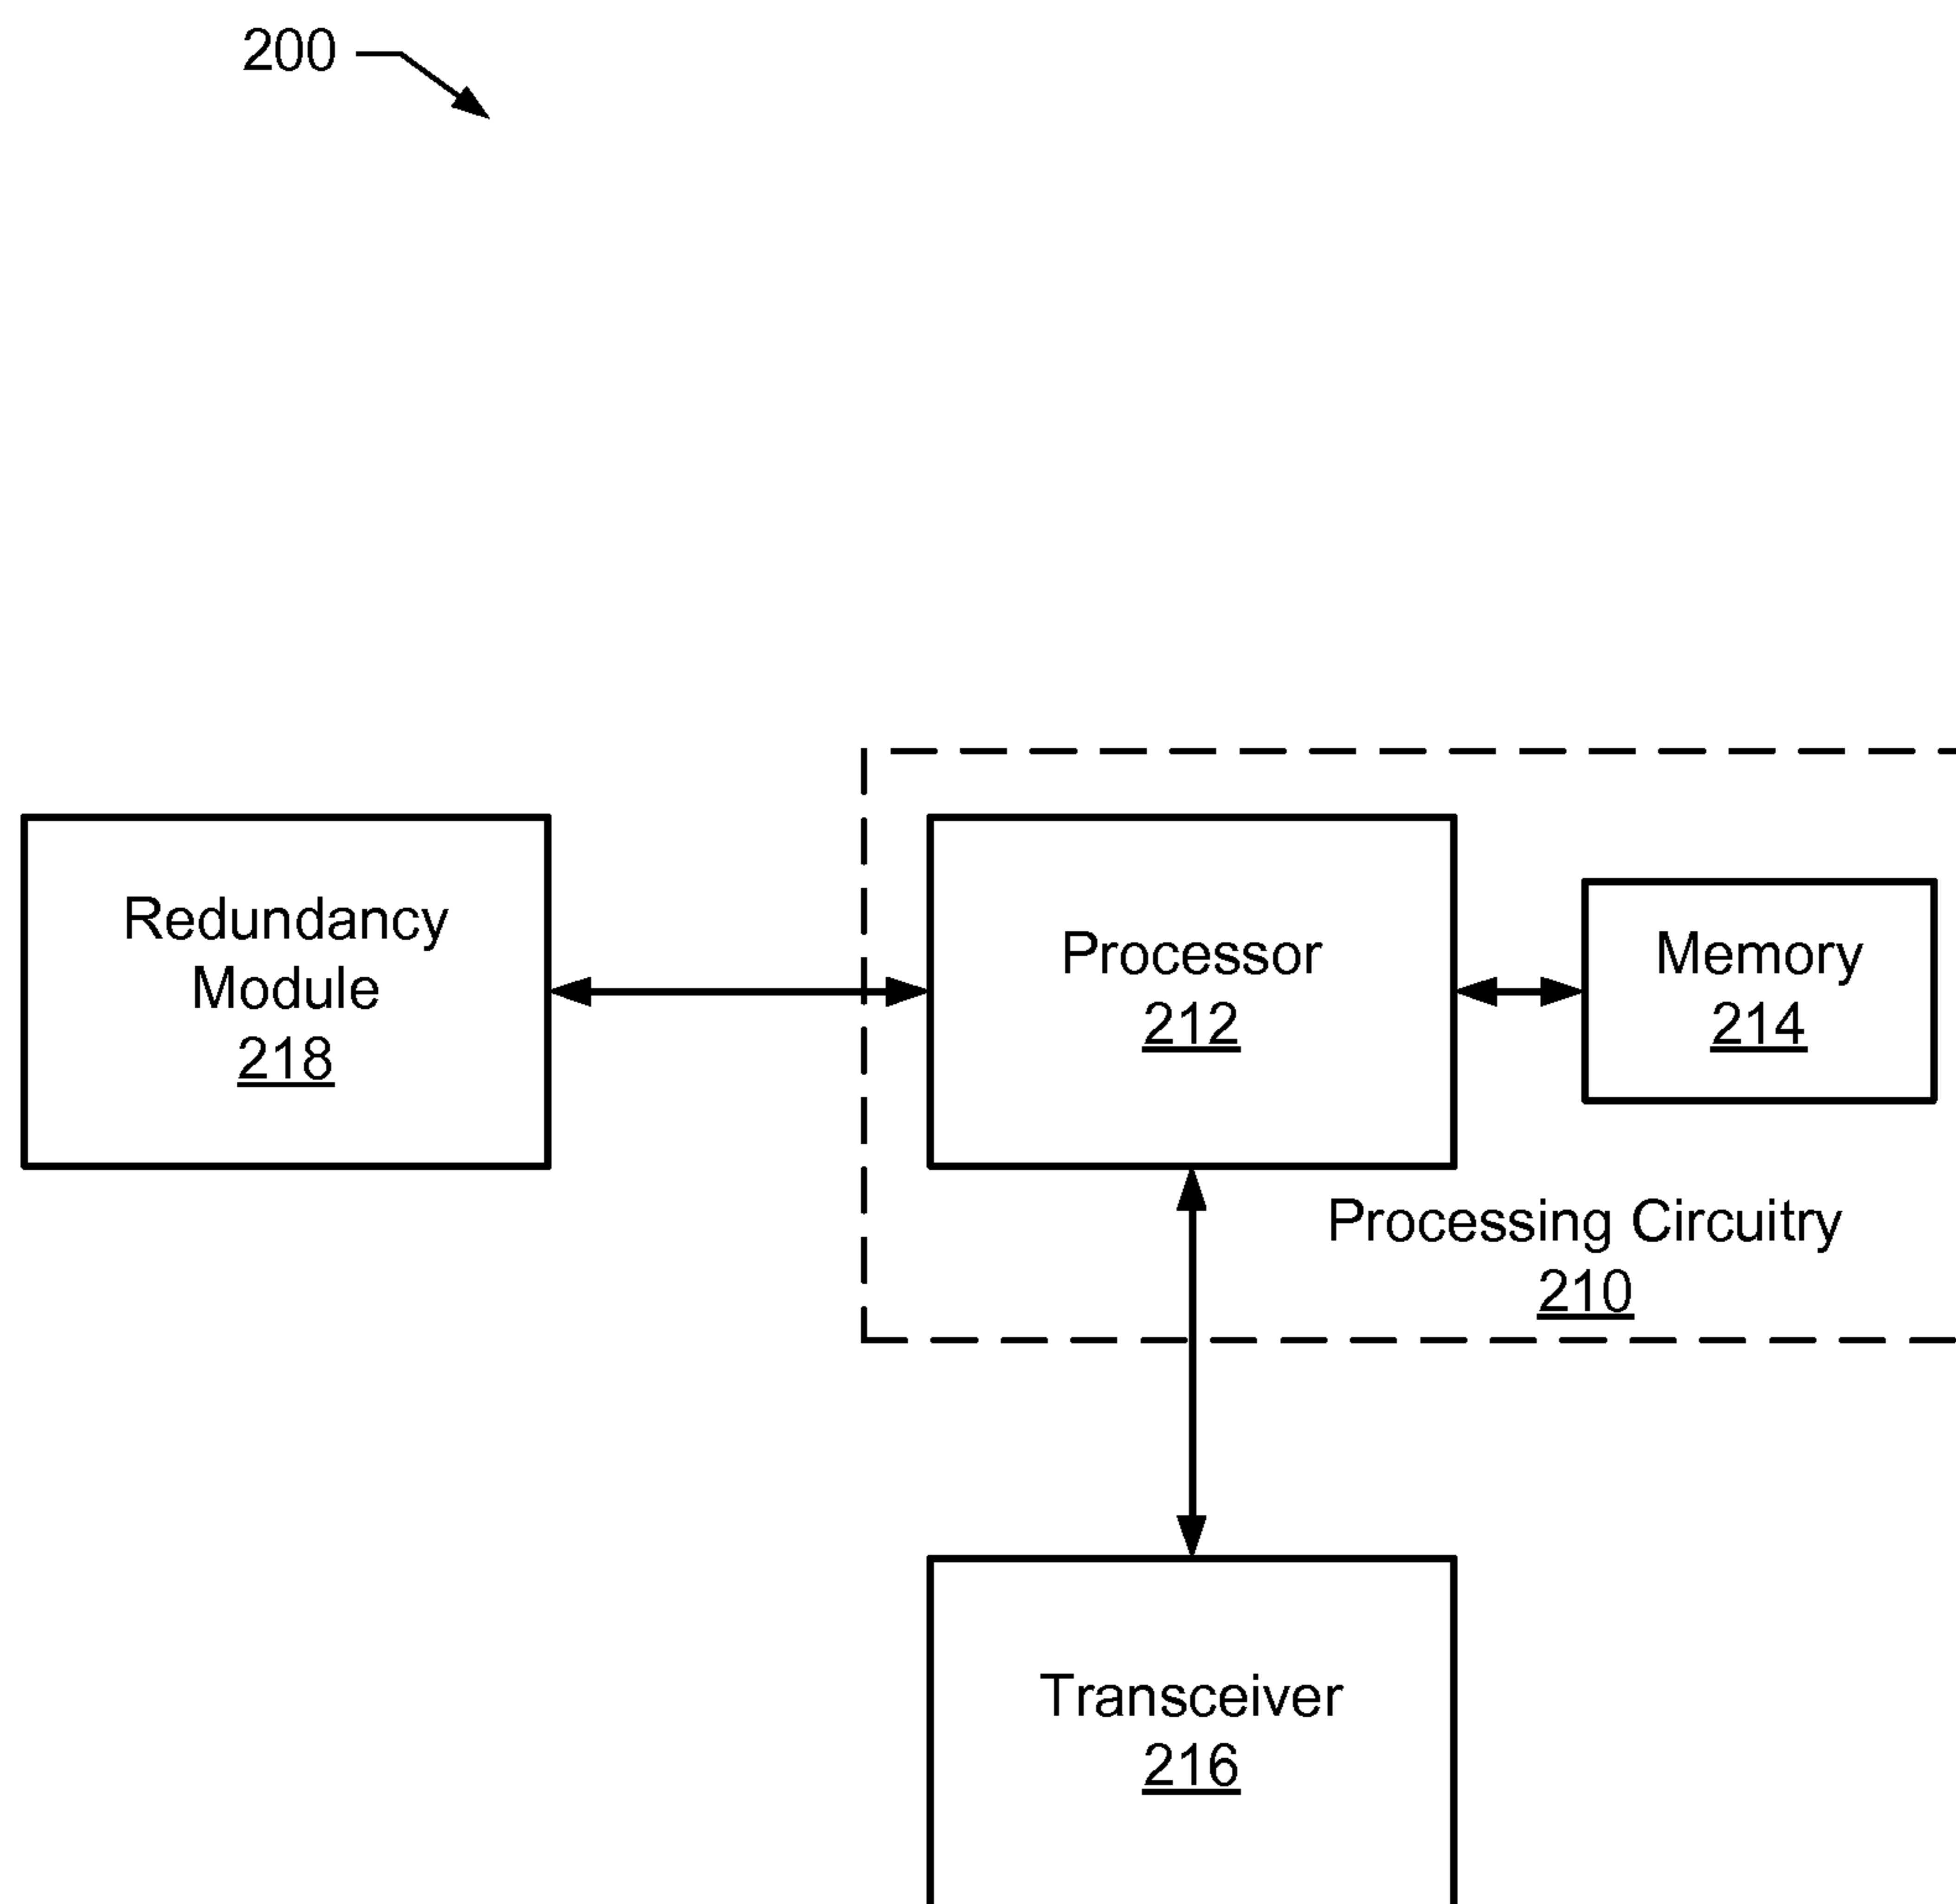 200
Redundancy
Module
218
Processor
212
Memory
214
Processing Circuitry
210
Transceiver
216